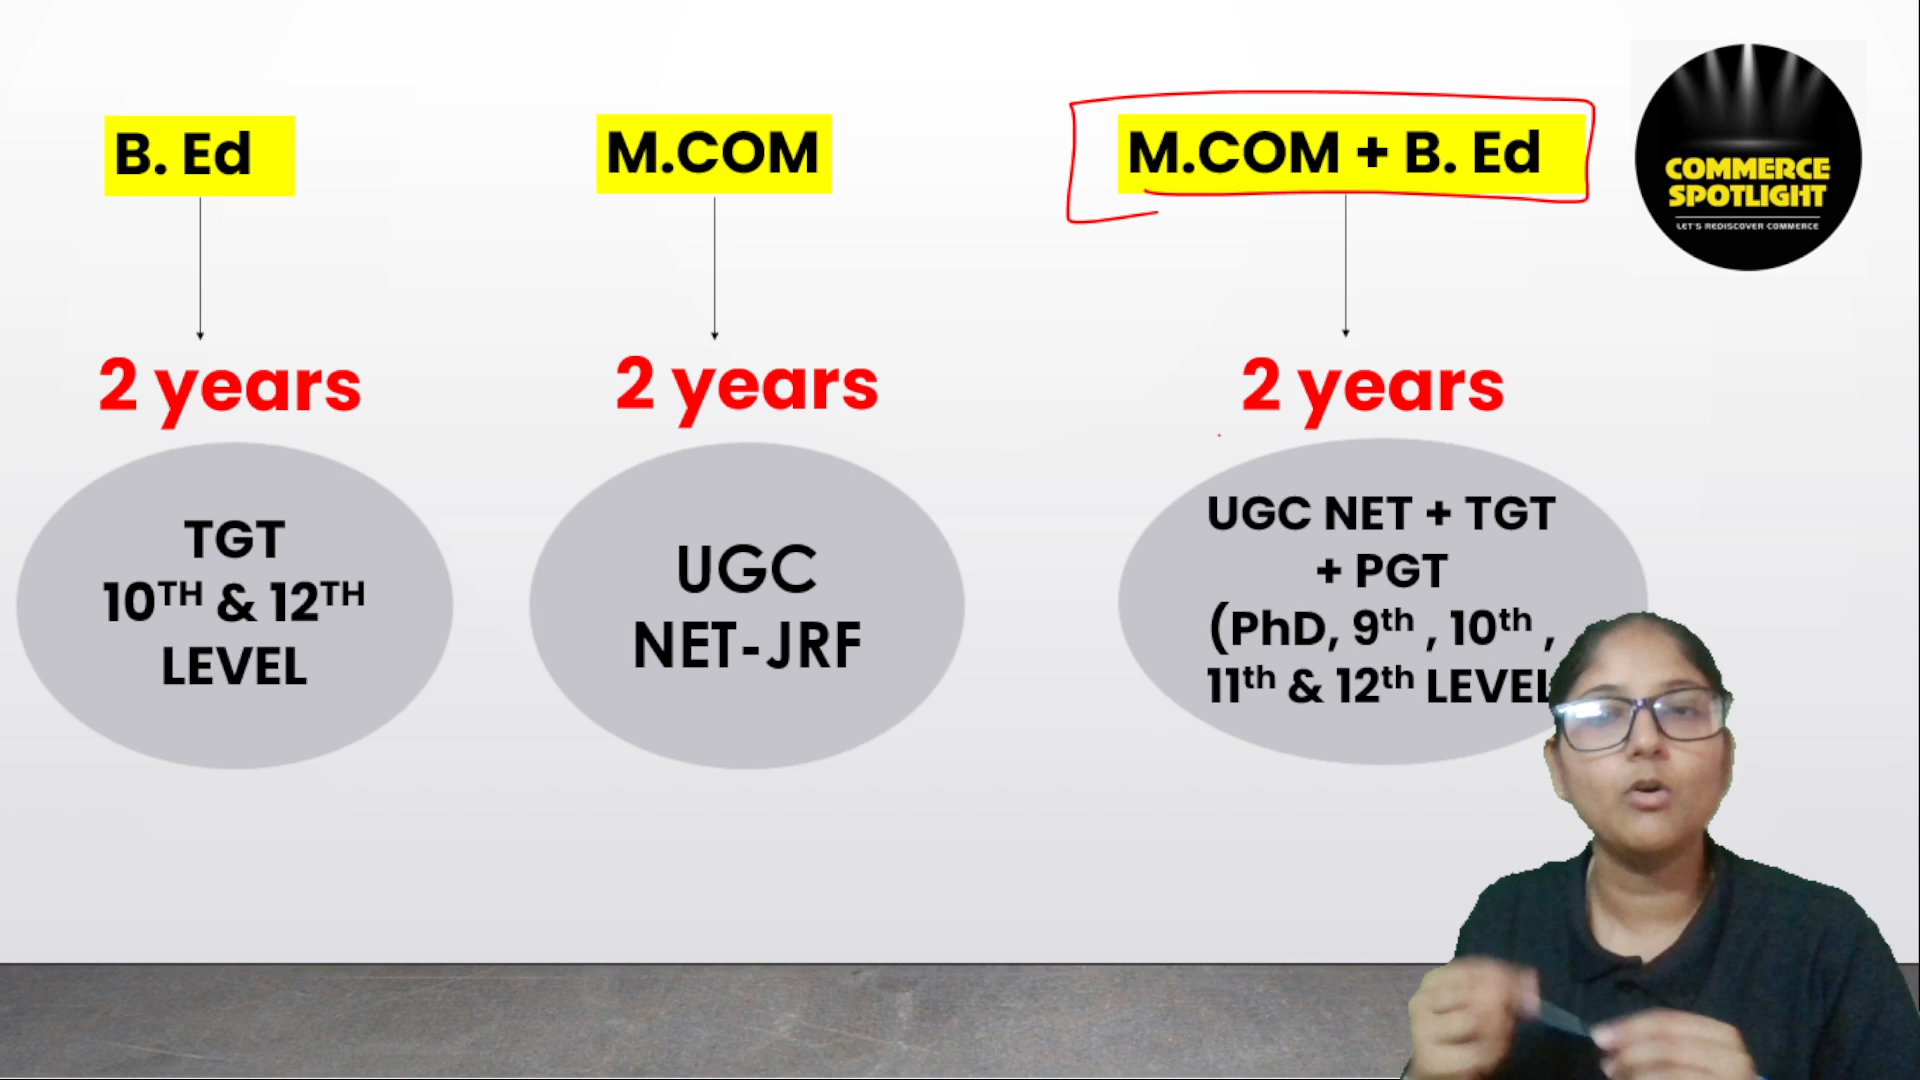 B. Ed
M.COM
M.COM + B. Ed
COMMERCE
SPOTLIGHT
LET'S REDISCOVER COMMERCE
2 years
2 years
2 years
TGT
10TH & 12TH
LEVEL
UGC
NET-JRF
UGC NET + TGT
+ PGT
(PhD, 9th , 10th ,
11th & 12th LEVEL